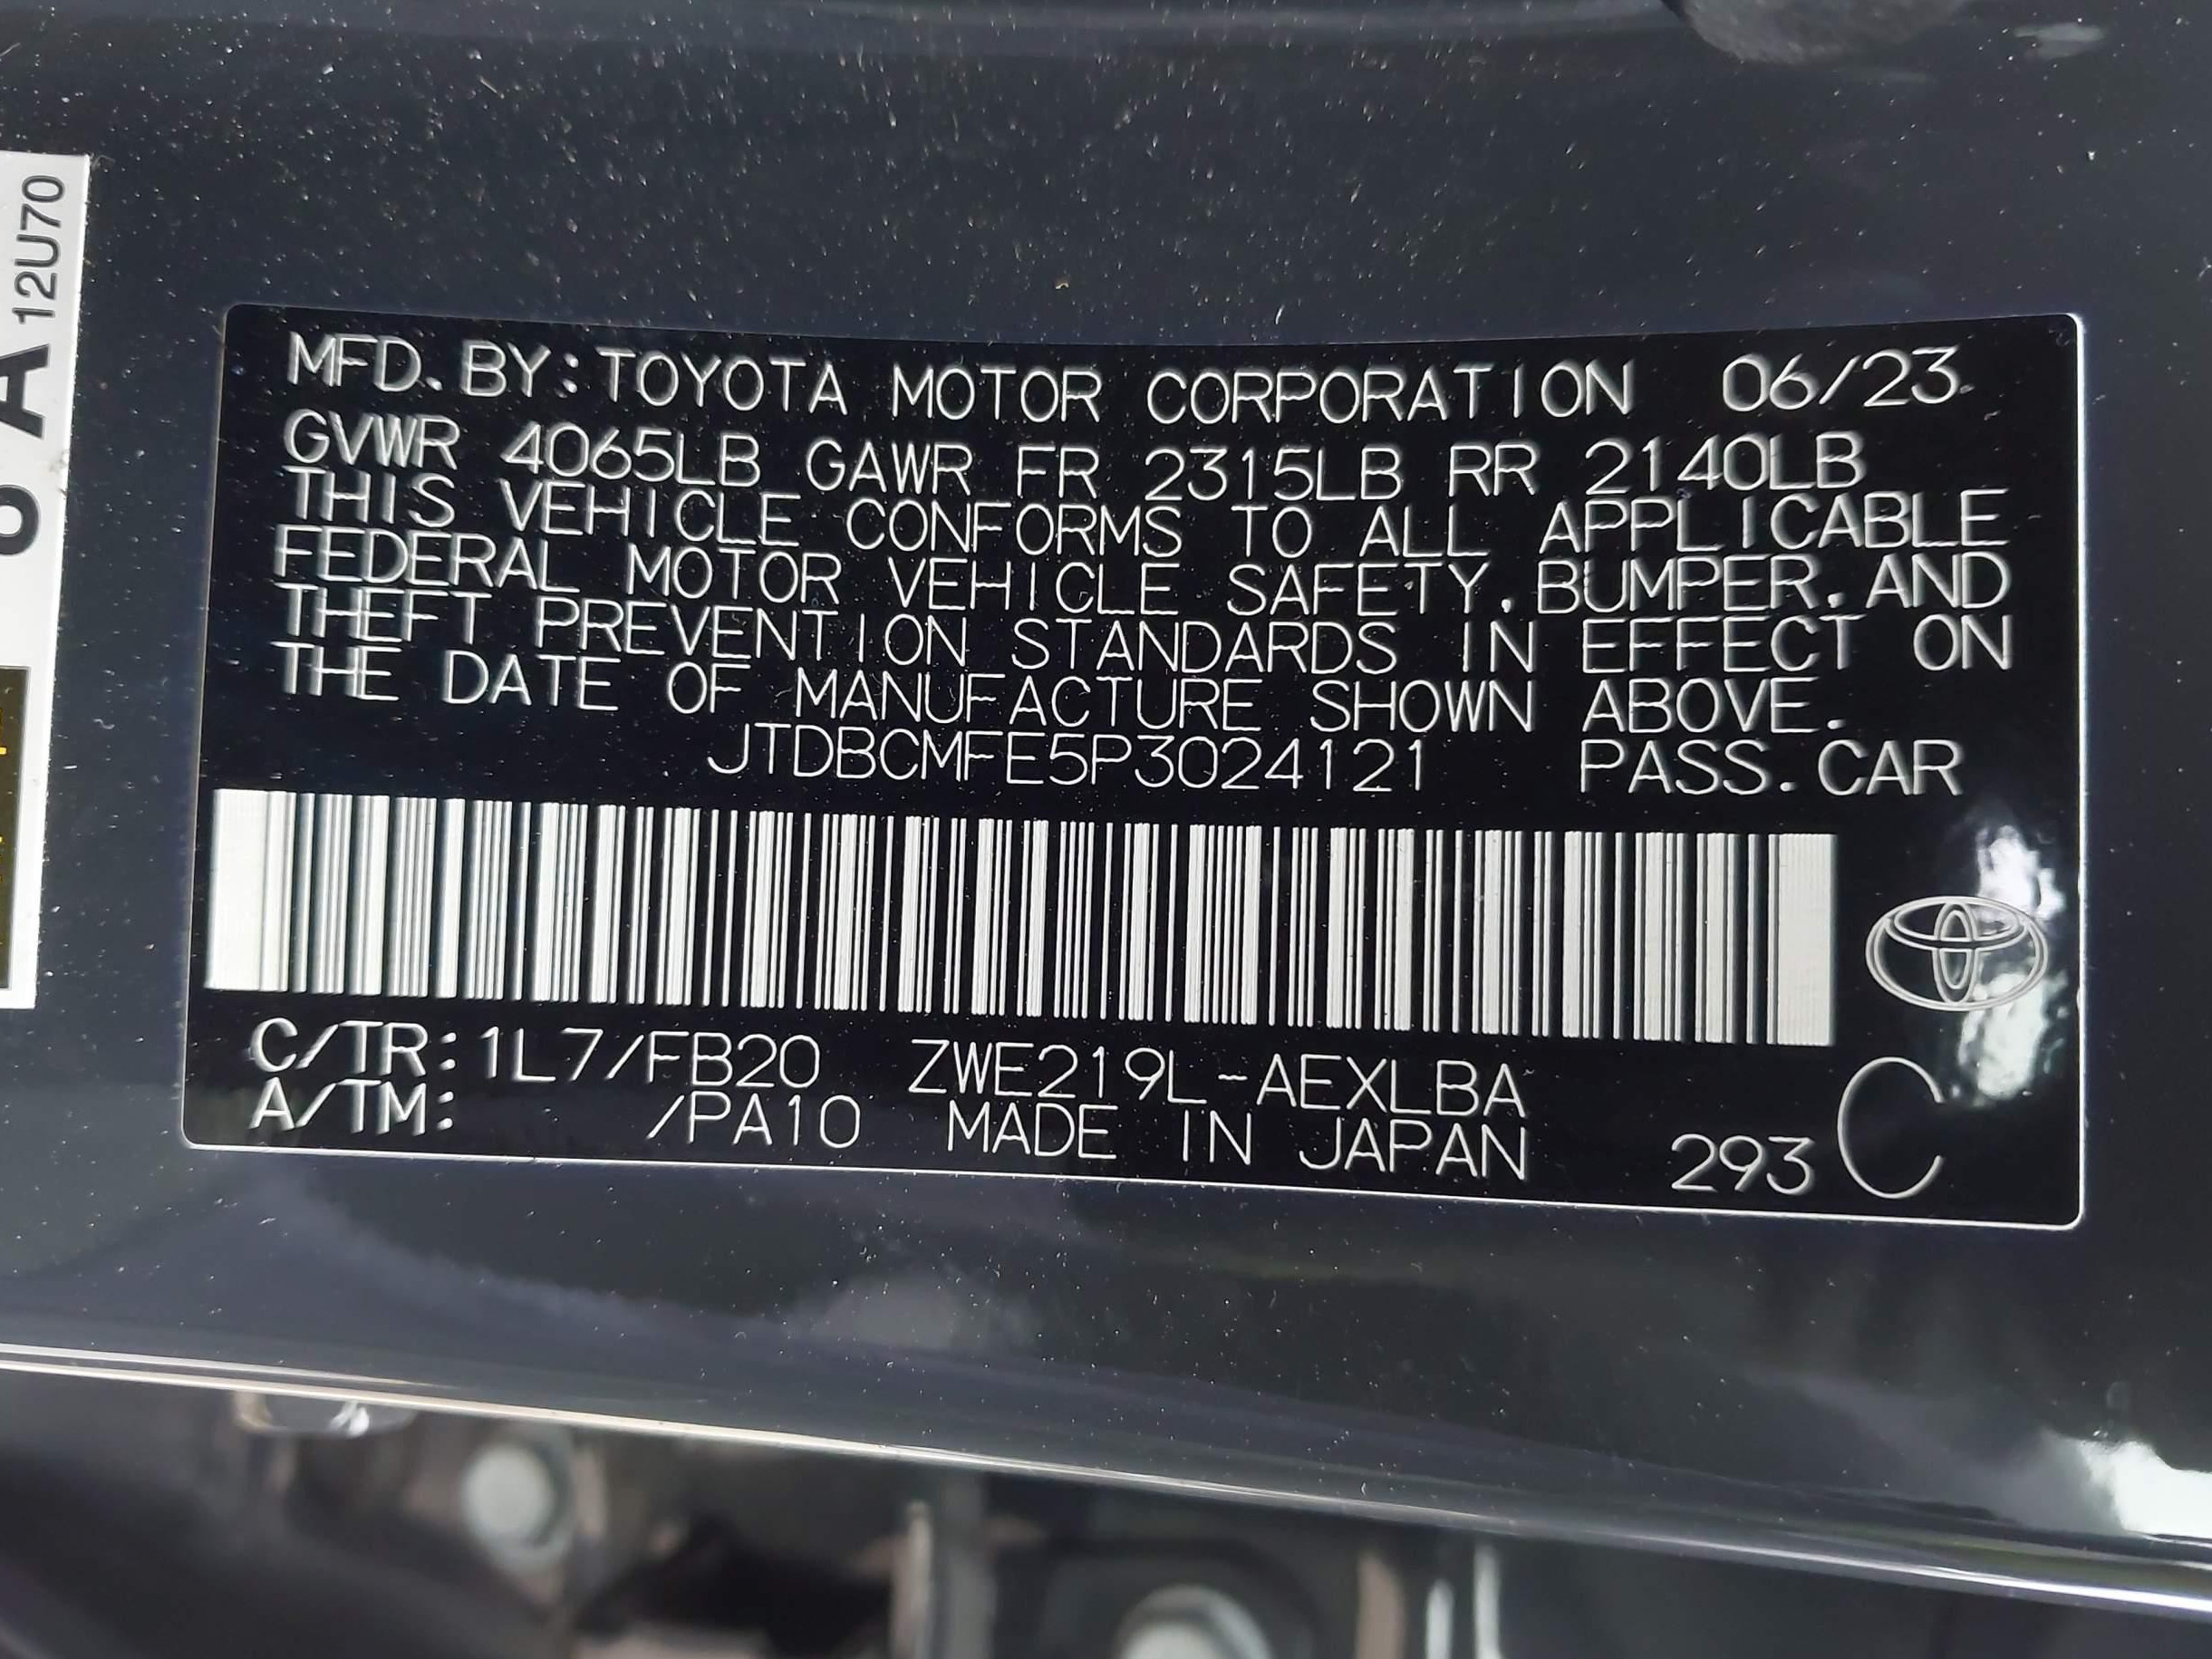 12U70
A
MFD. BY: TOYOTA MOTOR CORPORATION 06/23
GVWR 4065LB GAWR FR 2315LB RR 2140LB
THIS VEHICLE CONFORMS TO ALL APPLICABLE
FEDERAL MOTOR VEHICLE SAFETY, BUMPER, AND
THEFT PREVENTION STANDARDS IN EFFECT ON
THE DATE OF MANUFACTURE SHOWN ABOVE.
JTDBCMFE5P3024121 PASS. CAR
C/TR: 1L7/FB20 ZWE219L-AEXLBA
A/TM: /PA10 MADE IN JAPAN 293 C